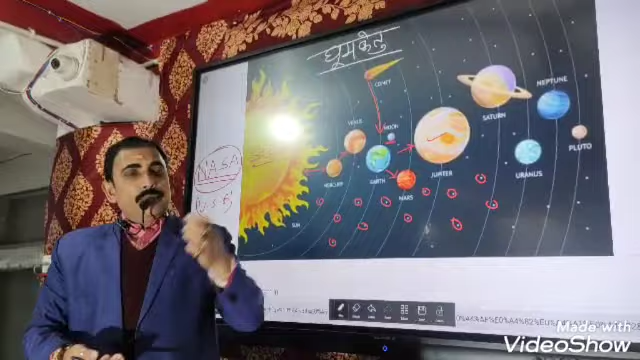 घूमकेतु
COMET
NEPTUNE
SATURN
VENUS
MOON
PLUTO
NASA
MERCURY
EARTH
JUPITER
URANUS
MARS
SUN
Made with
VideoShow